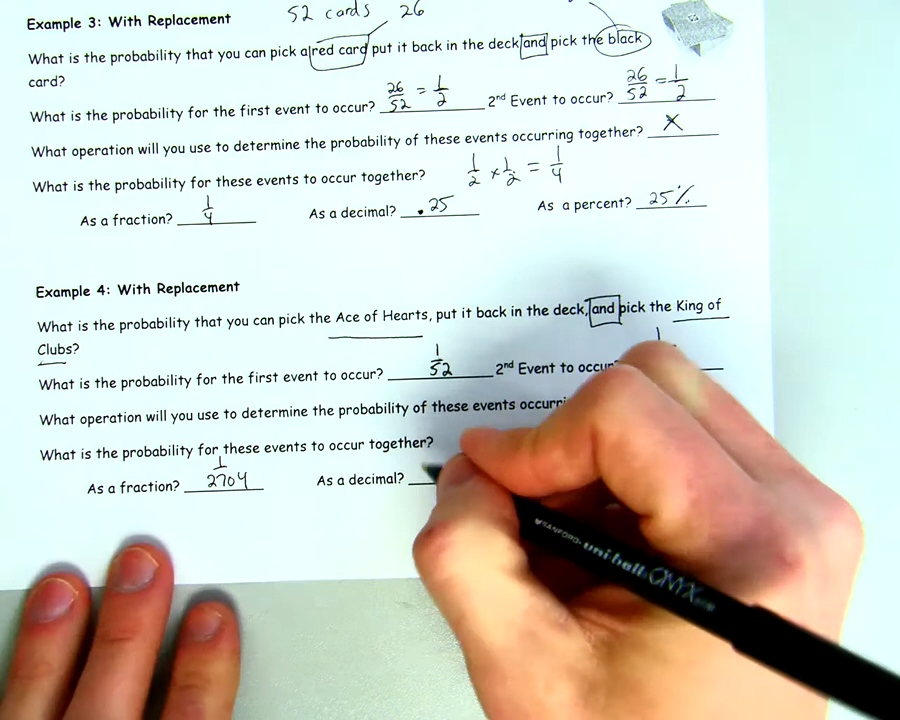 52 cards 26
Example 3: With Replacement
What is the probability that you can pick a red card put it back in the deck and pick the black
card?
What is the probability for the first event to occur? 26/52 = 1/2 2nd Event to occur? 26/52 = 1/2
What operation will you use to determine the probability of these events occurring together? X
What is the probability for these events to occur together? 1/2 x 1/2 = 1/4
As a fraction? 1/4 As a decimal? .25 As a percent? 25%
Example 4: With Replacement
What is the probability that you can pick the Ace of Hearts, put it back in the deck, and pick the King of
Clubs?
What is the probability for the first event to occur? 1/52 2nd Event to occur
What operation will you use to determine the probability of these events
What is the probability for these events to occur together?
As a fraction? 1/2704 As a decimal?
SANFORD uni-ball ONYX